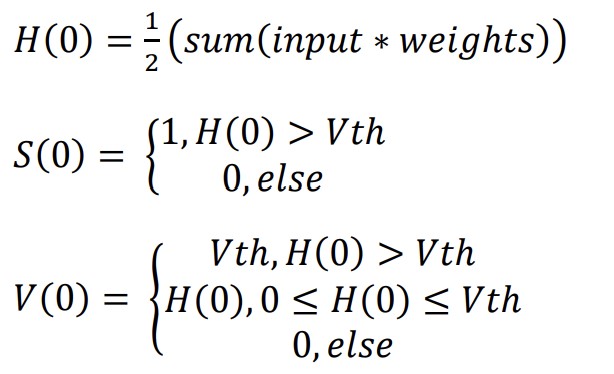 H(0) = 1/2 (sum(input * weights))
S(0) = { 1, H(0) > Vth
0, else
V(0) = { Vth, H(0) > Vth
H(0), 0 ≤ H(0) ≤ Vth
0, else